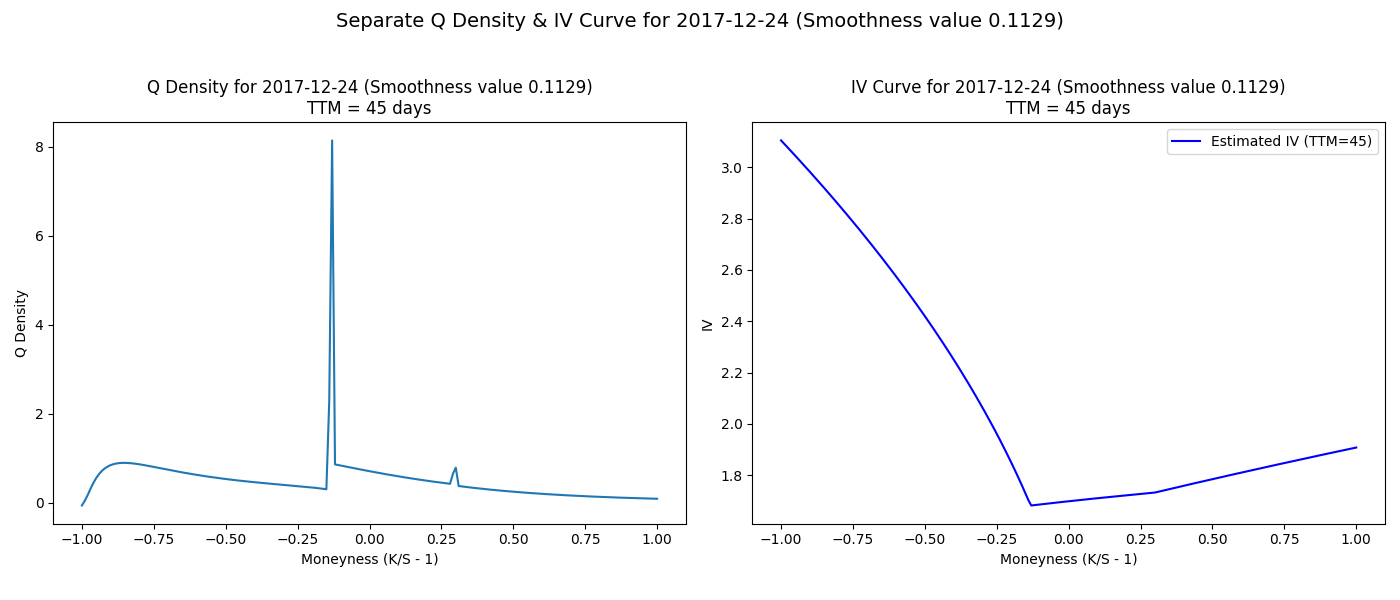 Separate Q Density & IV Curve for 2017-12-24 (Smoothness value 0.1129)
Q Density for 2017-12-24 (Smoothness value 0.1129)
TTM = 45 days
8
6
4
2
0
Q Density
−1.00 −0.75 −0.50 −0.25 0.00 0.25 0.50 0.75 1.00
Moneyness (K/S - 1)
IV Curve for 2017-12-24 (Smoothness value 0.1129)
TTM = 45 days
Estimated IV (TTM=45)
3.0
2.8
2.6
2.4
2.2
2.0
1.8
IV
−1.00 −0.75 −0.50 −0.25 0.00 0.25 0.50 0.75 1.00
Moneyness (K/S - 1)